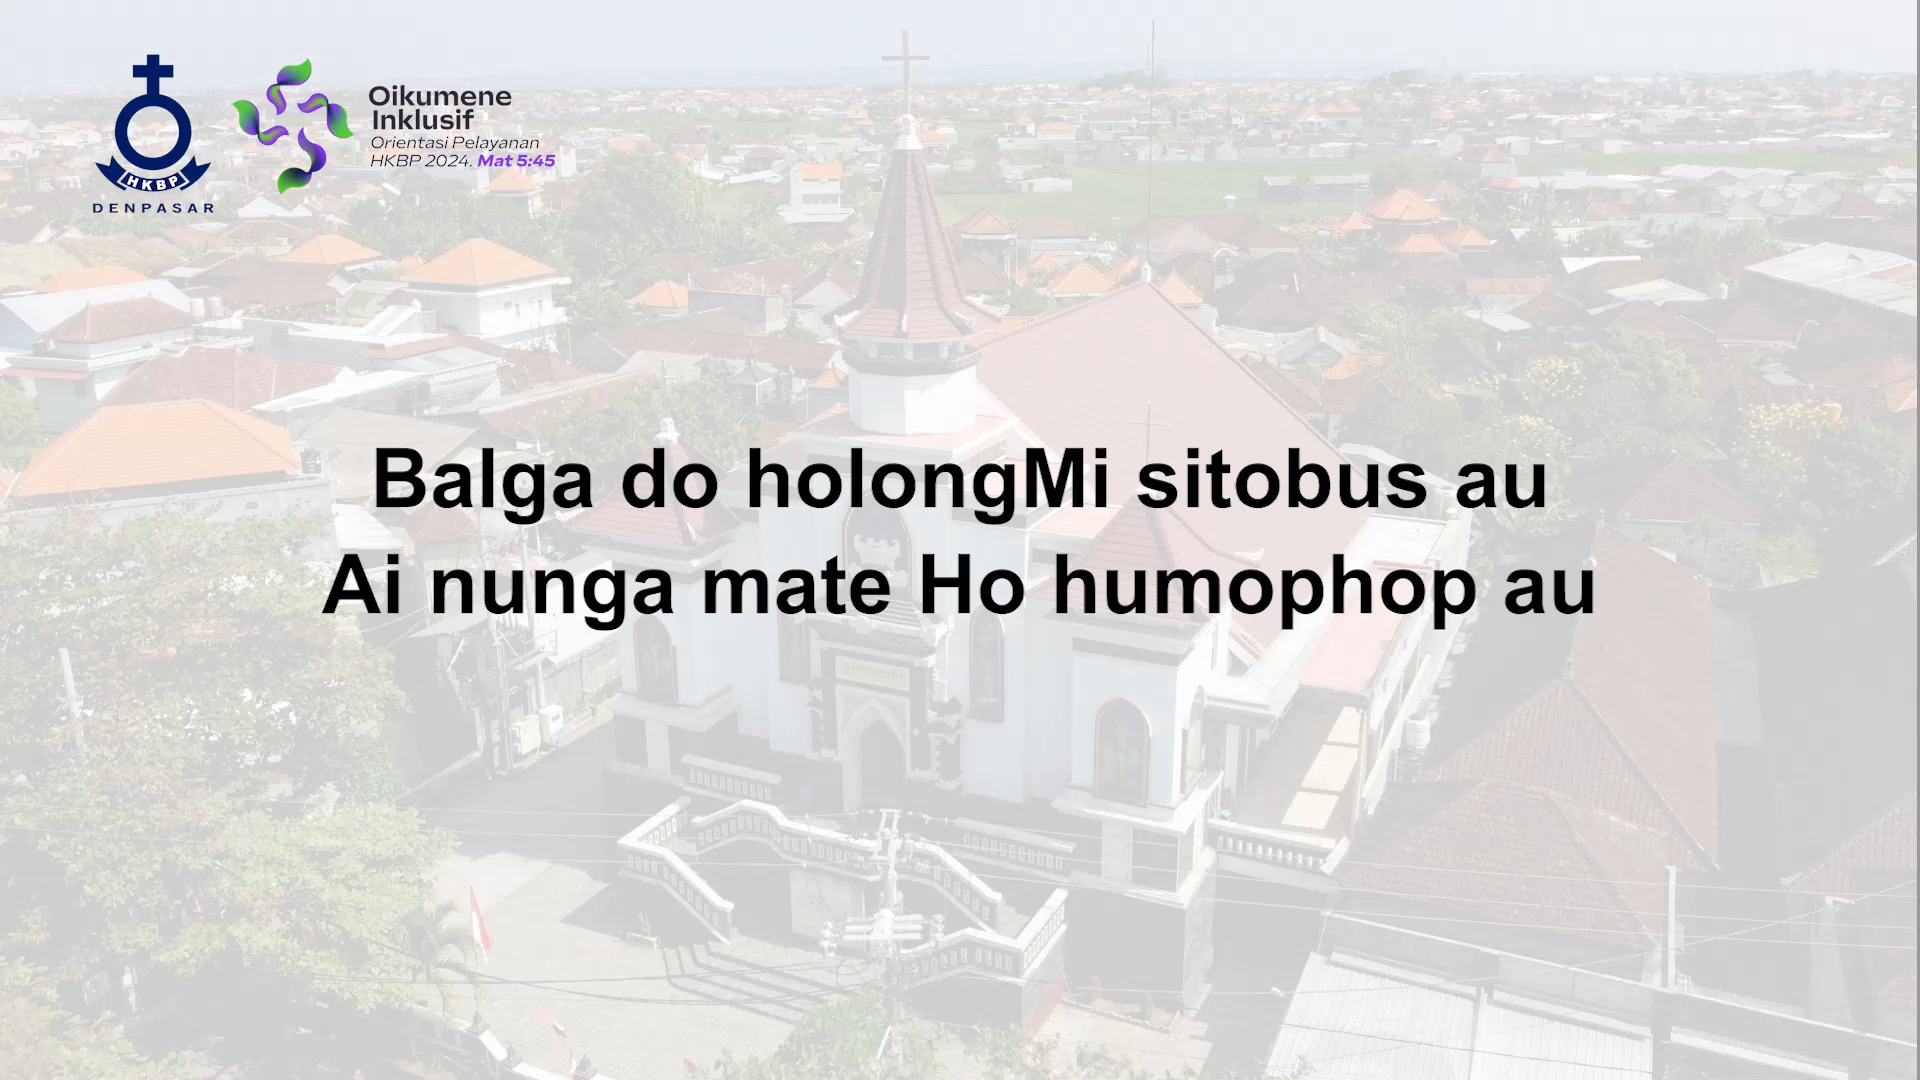 HKBP
DENPASAR
Oikumene
Inklusif
Orientasi Pelayanan
HKBP 2024. Mat 5:45
Balga do holongMi sitobus au
Ai nunga mate Ho humophop au